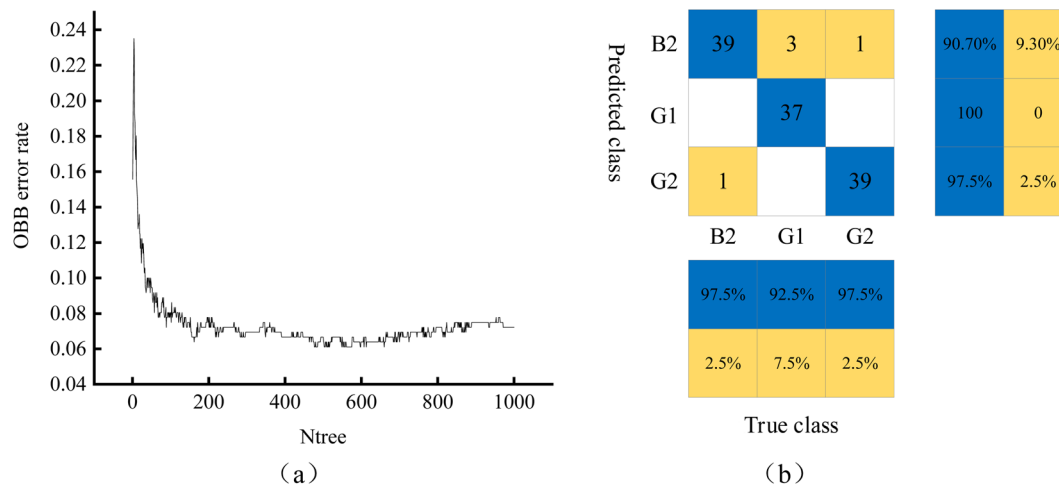 0.24
0.22
0.20
0.18
0.16
0.14
0.12
0.10
0.08
0.06
0.04
OBB error rate
0 200 400 600 800 1000
Ntree
(a)
Predicted class
B2 39 3 1 90.70% 9.30%
G1 37 100 0
G2 1 39 97.5% 2.5%
B2 G1 G2
97.5% 92.5% 97.5%
2.5% 7.5% 2.5%
True class
(b)